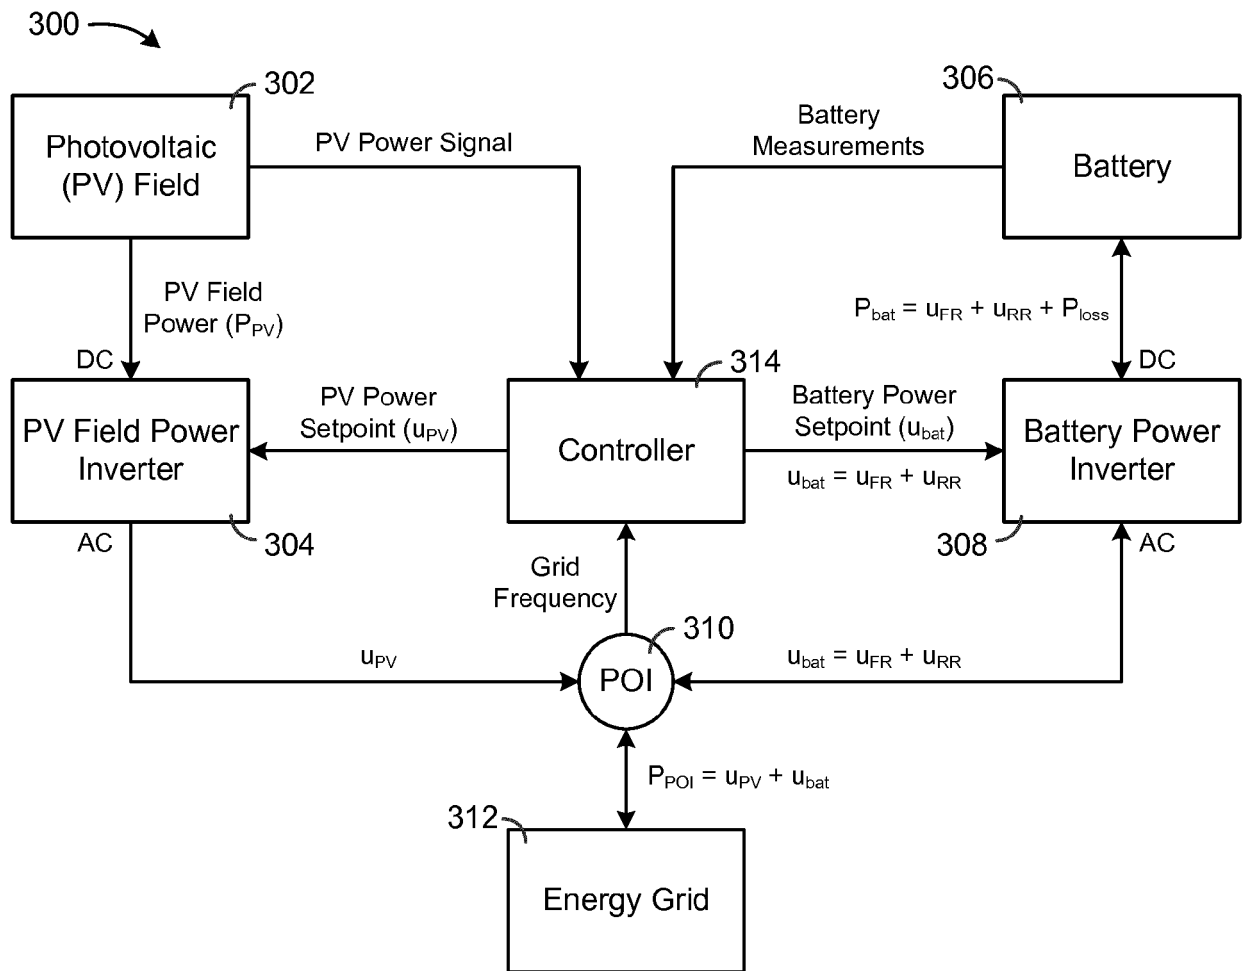 300
302
306
Photovoltaic
(PV) Field
PV Power Signal
Battery
Measurements
Battery
PV Field
Power (P_PV)
P_bat = u_FR + u_RR + P_loss
DC
314
DC
PV Field Power
Inverter
PV Power
Setpoint (u_PV)
Controller
Battery Power
Setpoint (u_bat)
u_bat = u_FR + u_RR
Battery Power
Inverter
304
308
AC
AC
Grid
Frequency
310
u_PV
POI
u_bat = u_FR + u_RR
P_POI = u_PV + u_bat
312
Energy Grid